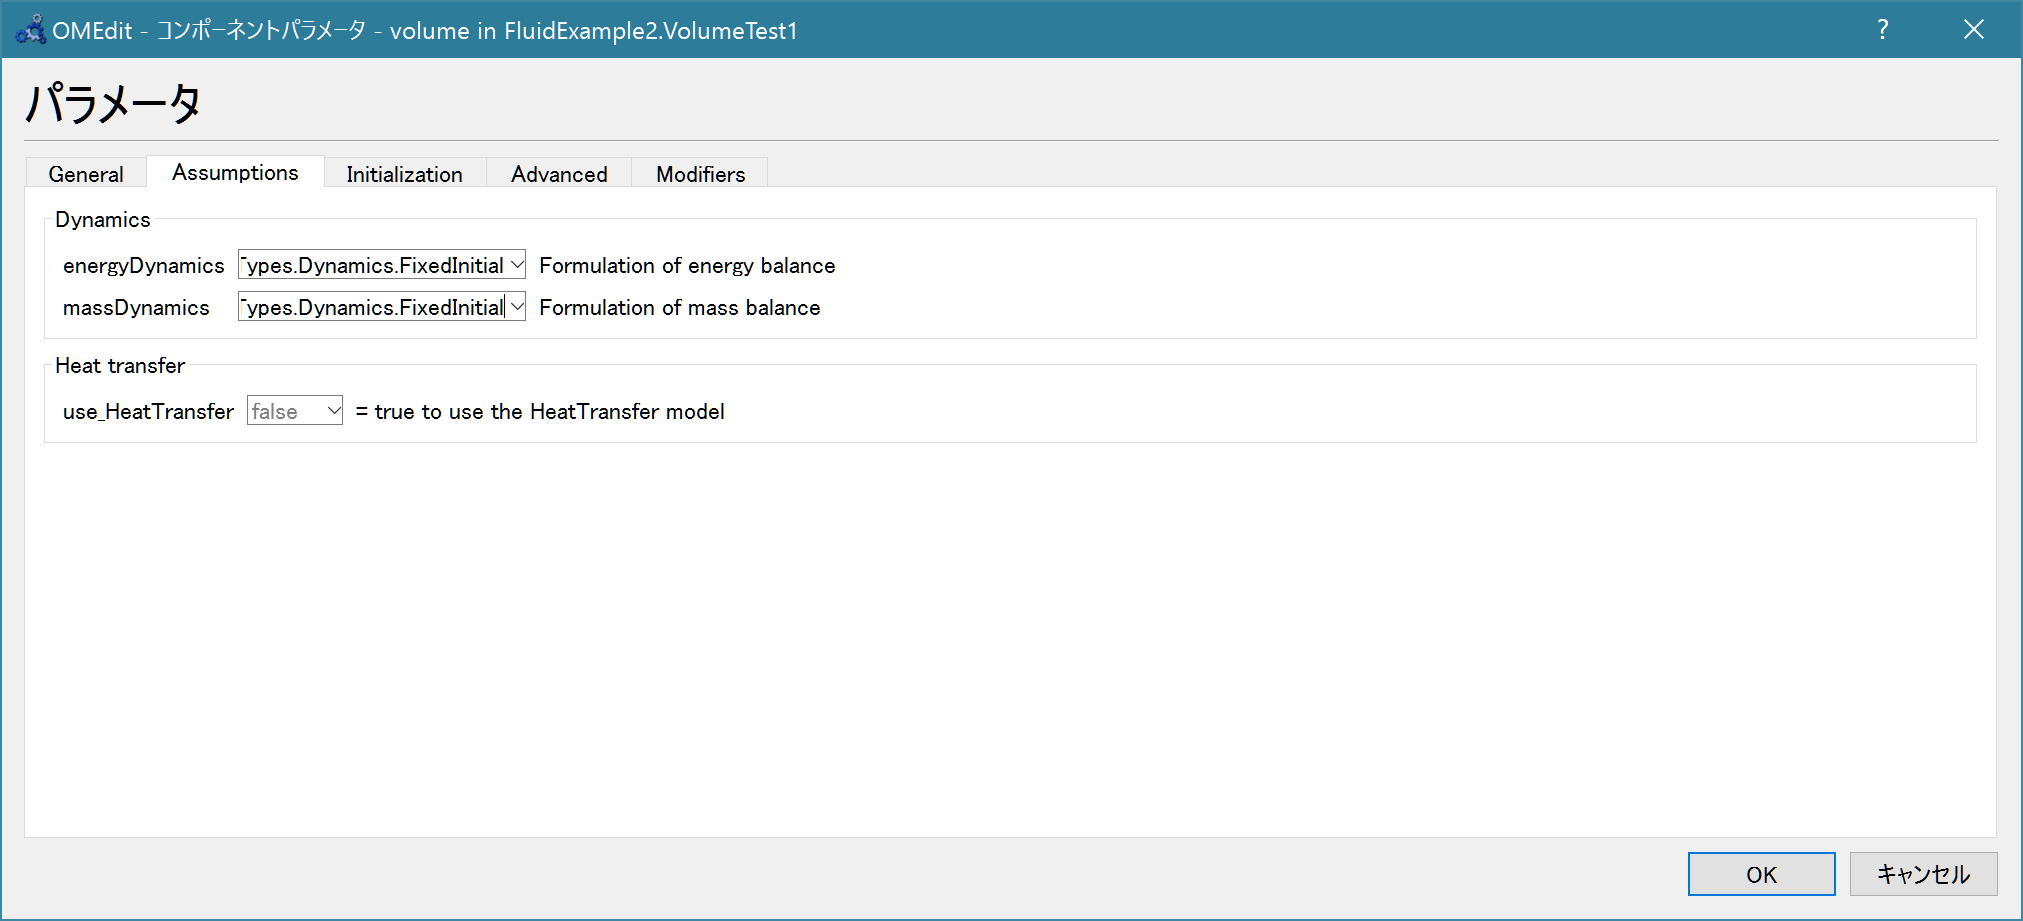 OMEdit - コンポーネントパラメータ - volume in FluidExample2.VolumeTest1
パラメータ
General Assumptions Initialization Advanced Modifiers
Dynamics
energyDynamics ypes.Dynamics.FixedInitial Formulation of energy balance
massDynamics ypes.Dynamics.FixedInitial Formulation of mass balance
Heat transfer
use_HeatTransfer false = true to use the HeatTransfer model
OK キャンセル